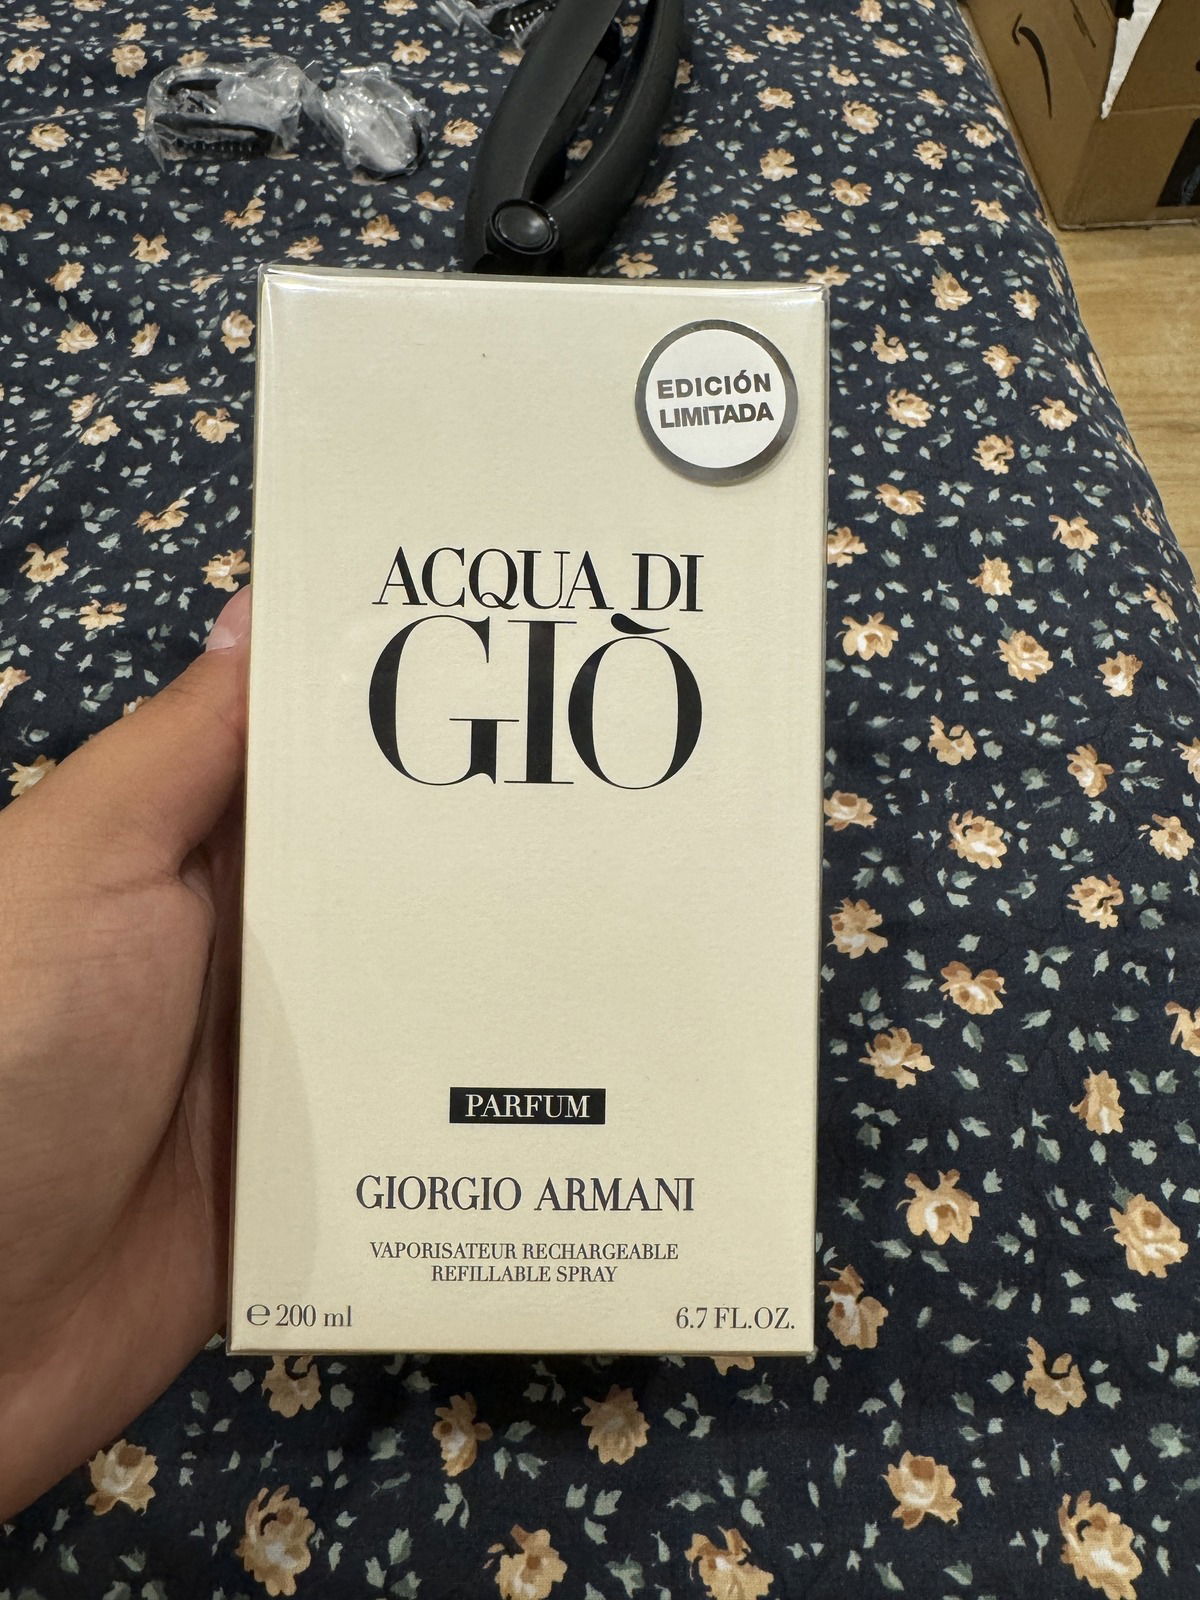 EDICIÓN
LIMITADA
ACQUA DI
GIÒ
PARFUM
GIORGIO ARMANI
VAPORISATEUR RECHARGEABLE
REFILLABLE SPRAY
℮ 200 ml
6.7 FL.OZ.